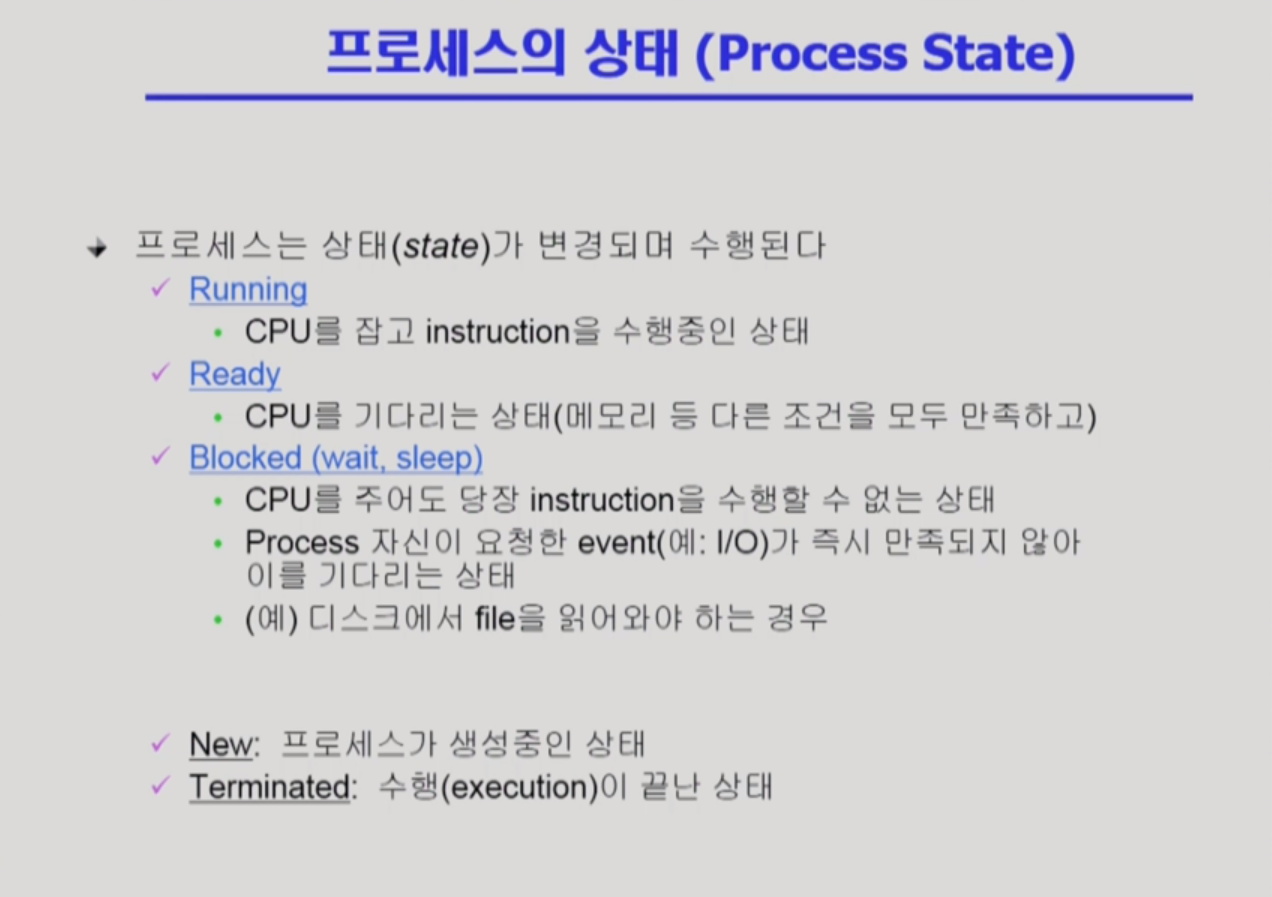 프로세스의 상태 (Process State)
프로세스는 상태(state)가 변경되며 수행된다
Running
CPU를 잡고 instruction을 수행중인 상태
Ready
CPU를 기다리는 상태(메모리 등 다른 조건을 모두 만족하고)
Blocked (wait, sleep)
CPU를 주어도 당장 instruction을 수행할 수 없는 상태
Process 자신이 요청한 event(예: I/O)가 즉시 만족되지 않아
이를 기다리는 상태
(예) 디스크에서 file을 읽어와야 하는 경우
New: 프로세스가 생성중인 상태
Terminated: 수행(execution)이 끝난 상태